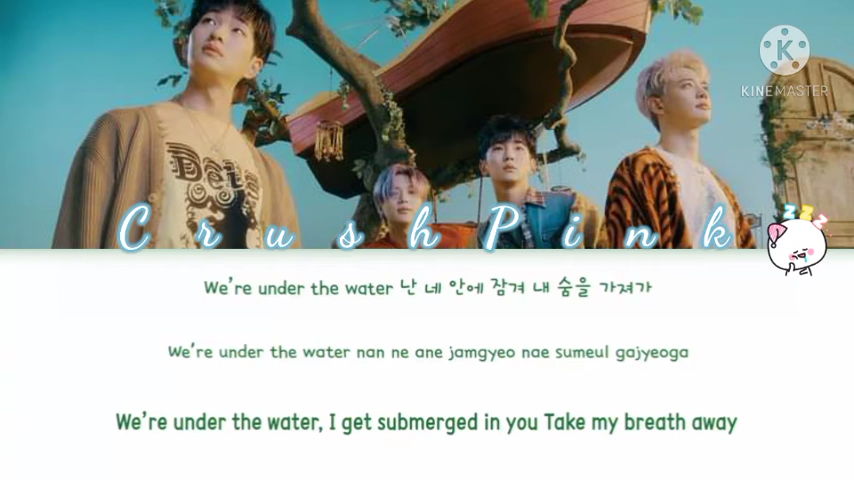 KINEMASTER
Crush Pink
We're under the water 난 네 안에 잠겨 내 숨을 가져가
We're under the water nan ne ane jamgyeo nae sumeul gajyeoga
We're under the water, I get submerged in you Take my breath away